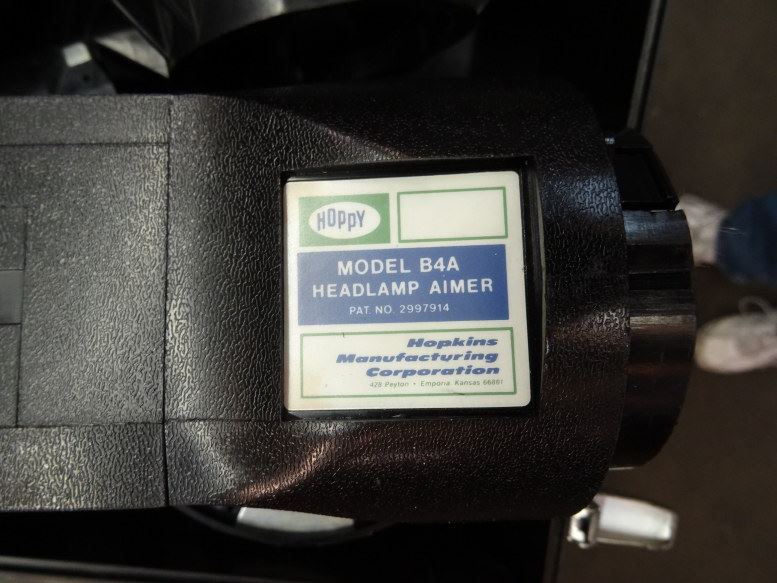 HOPPY
MODEL B4A
HEADLAMP AIMER
PAT. NO. 2997914
Hopkins
Manufacturing
Corporation
428 Peyton • Emporia, Kansas 66801